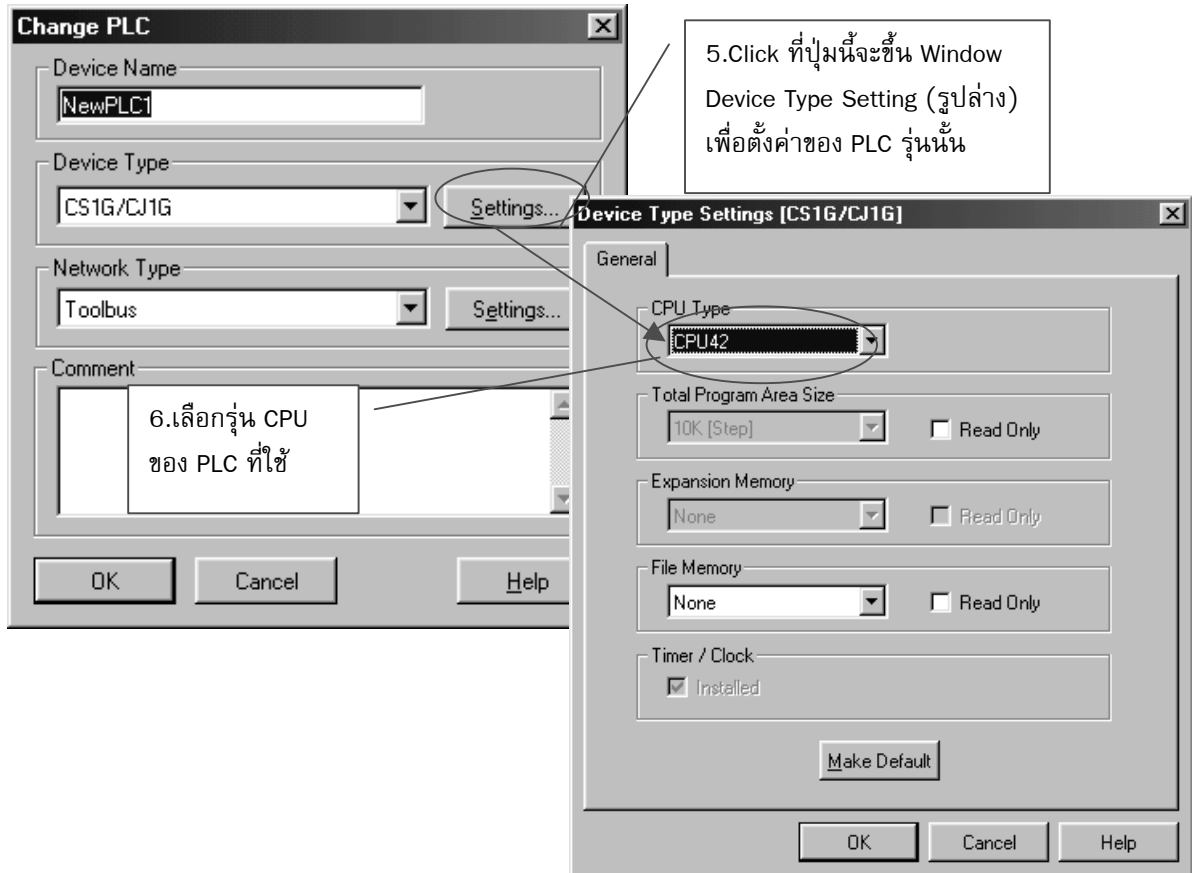 Change PLC
Device Name
NewPLC1
Device Type
CS1G/CJ1G
Settings...
Network Type
Toolbus
Settings...
Comment
OK
Cancel
Help
5.Click ที่ปุ่มนี้จะขึ้น Window
Device Type Setting (รูปล่าง)
เพื่อตั้งค่าของ PLC รุ่นนั้น
6.เลือกรุ่น CPU
ของ PLC ที่ใช้
Device Type Settings [CS1G/CJ1G]
General
CPU Type
CPU42
Total Program Area Size
10K [Step]
Read Only
Expansion Memory
None
Read Only
File Memory
None
Read Only
Timer / Clock
Installed
Make Default
OK
Cancel
Help